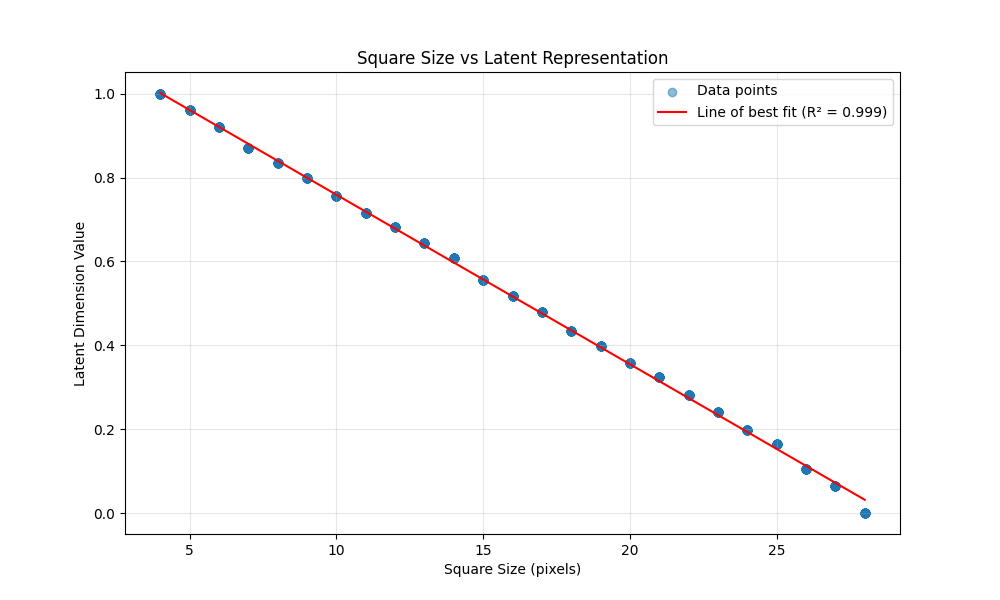 Square Size vs Latent Representation
Data points
Line of best fit (R² = 0.999)
1.0
0.8
0.6
0.4
0.2
0.0
Latent Dimension Value
5
10
15
20
25
Square Size (pixels)